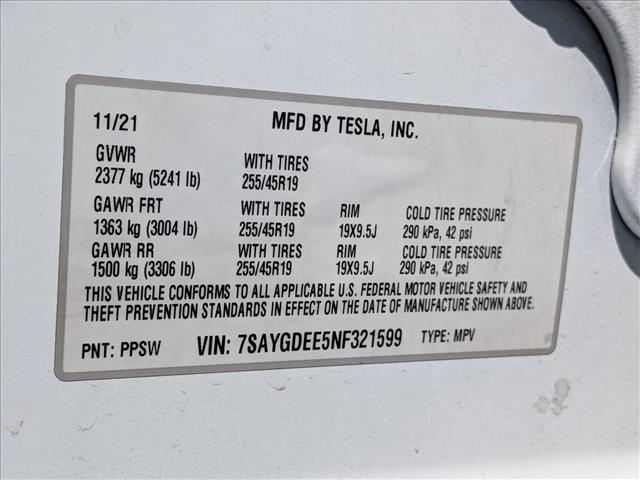 11/21 MFD BY TESLA, INC.
GVWR WITH TIRES
2377 kg (5241 lb) 255/45R19
GAWR FRT WITH TIRES RIM COLD TIRE PRESSURE
1363 kg (3004 lb) 255/45R19 19X9.5J 290 kPa, 42 psi
GAWR RR WITH TIRES RIM COLD TIRE PRESSURE
1500 kg (3306 lb) 255/45R19 19X9.5J 290 kPa, 42 psi
THIS VEHICLE CONFORMS TO ALL APPLICABLE U.S. FEDERAL MOTOR VEHICLE SAFETY AND
THEFT PREVENTION STANDARDS IN EFFECT ON THE DATE OF MANUFACTURE SHOWN ABOVE.
PNT: PPSW VIN: 7SAYGDEE5NF321599 TYPE: MPV